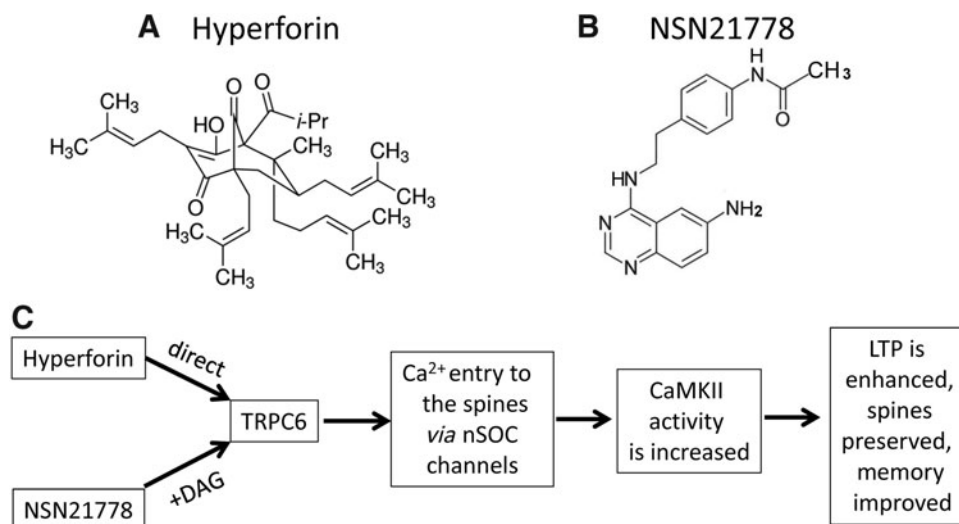 A Hyperforin
B NSN21778
O
O
CH3
HO
i-Pr
H3C
CH3
O
CH3
CH3
H3C
CH3
CH3
CH3
H
N
CH3
O
HN
N
N
NH2
C
Hyperforin
direct
TRPC6
+DAG
NSN21778
Ca2+ entry to
the spines
via nSOC
channels
CaMKII
activity
is increased
LTP is
enhanced,
spines
preserved,
memory
improved